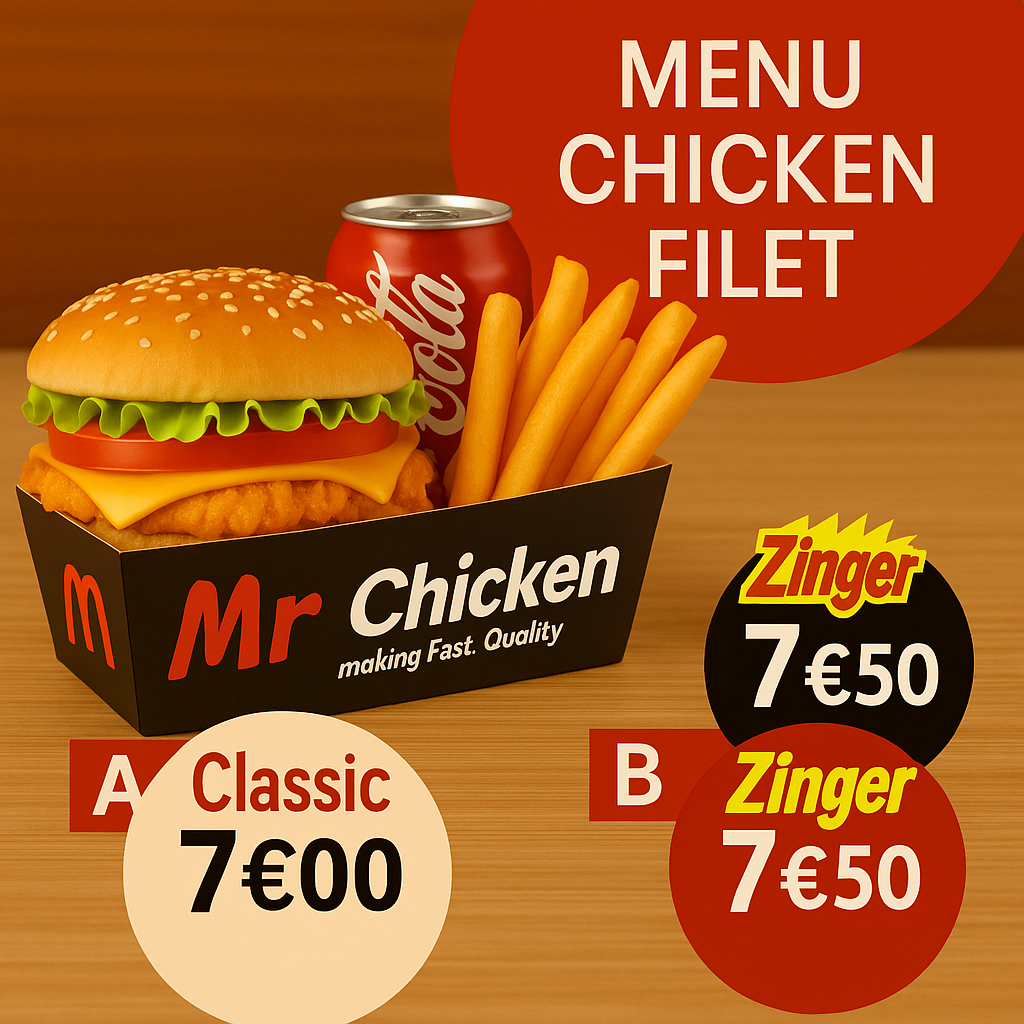 MENU
CHICKEN
FILET
Cola
m
Mr Chicken
making Fast. Quality
Zinger
7€50
A
Classic
7€00
B
Zinger
7€50